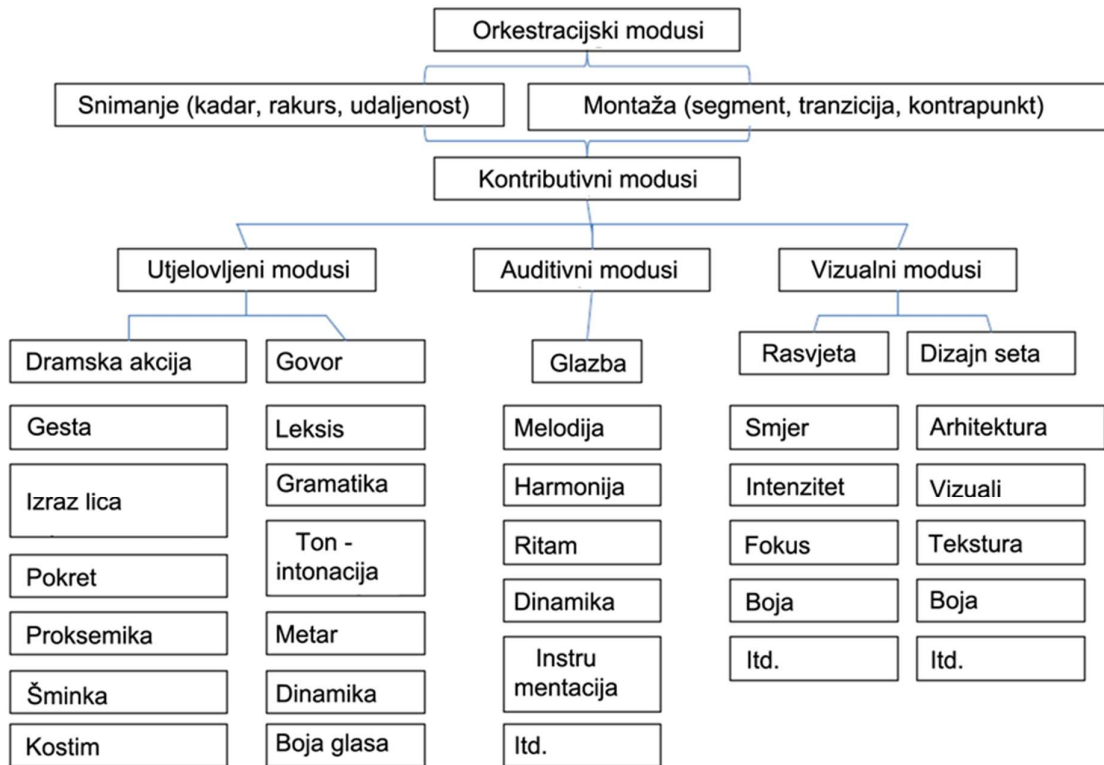 Orkestracijski modusi
Snimanje (kadar, rakurs, udaljenost)
Montaža (segment, tranzicija, kontrapunkt)
Kontributivni modusi
Utjelovljeni modusi
Auditivni modusi
Vizualni modusi
Dramska akcija
Govor
Glazba
Rasvjeta
Dizajn seta
Gesta
Izraz lica
Pokret
Proksemika
Šminka
Kostim
Leksis
Gramatika
Ton -
intonacija
Metar
Dinamika
Boja glasa
Melodija
Harmonija
Ritam
Dinamika
Instru
mentacija
Itd.
Smjer
Intenzitet
Fokus
Boja
Itd.
Arhitektura
Vizuali
Tekstura
Boja
Itd.